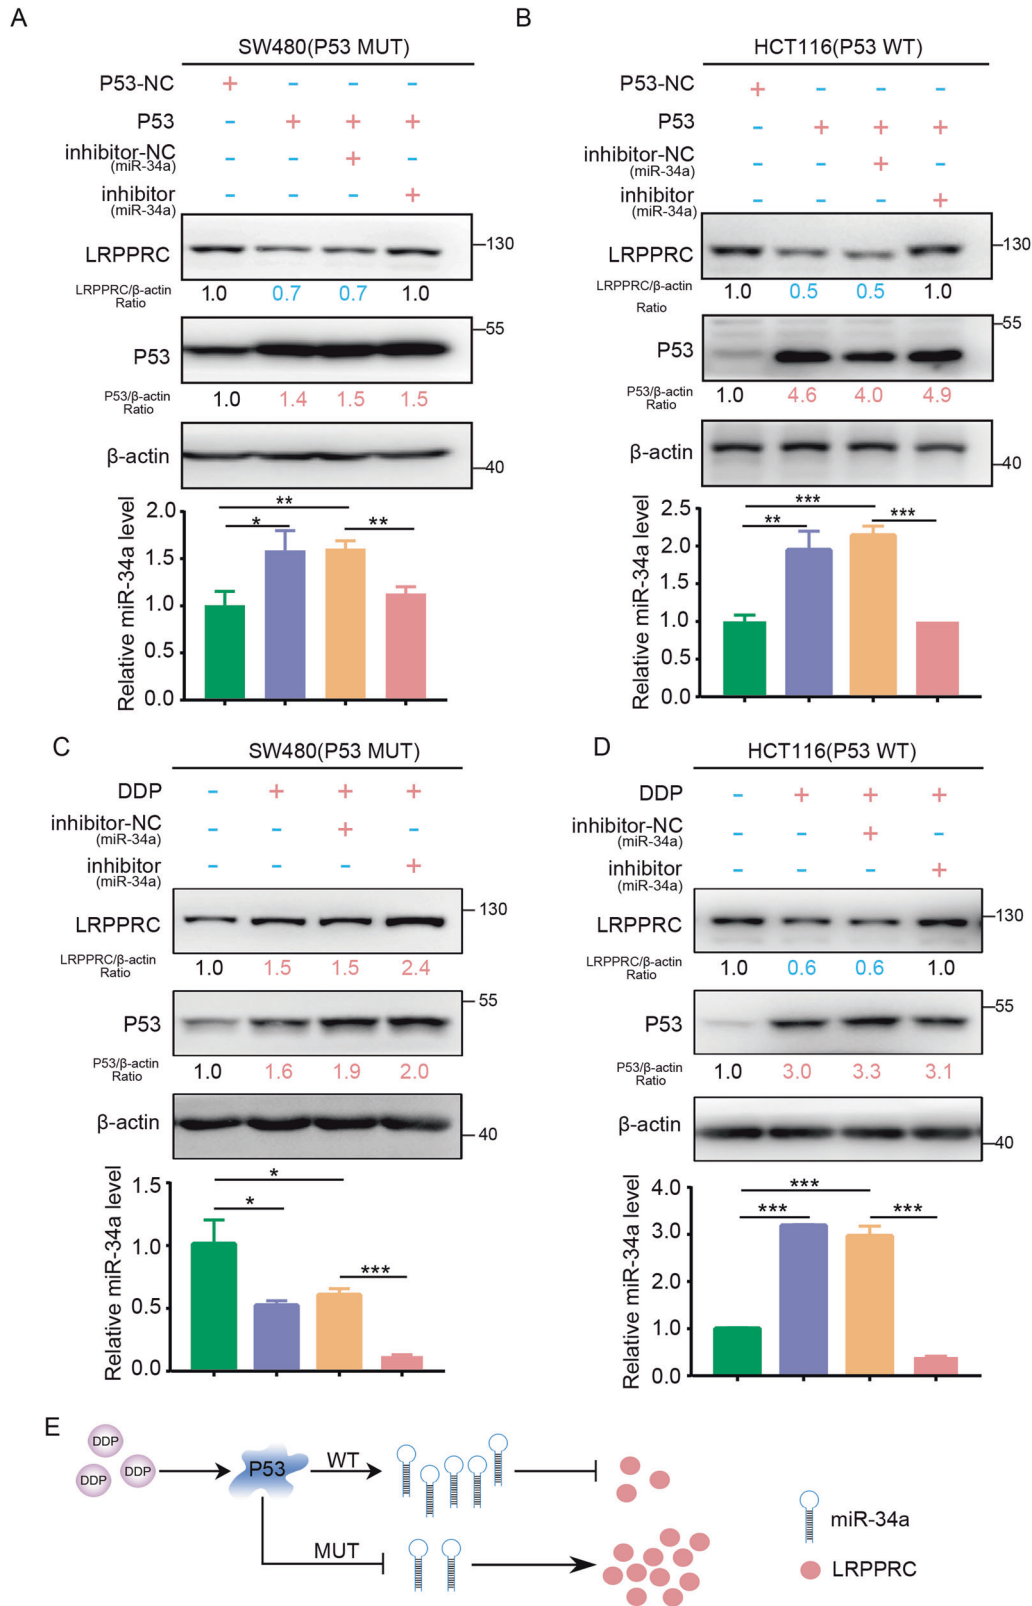 A
SW480(P53 MUT)
P53-NC + - - -
P53 - + + +
inhibitor-NC - - + -
(miR-34a)
inhibitor - - - +
(miR-34a)
LRPPRC
130
LRPPRC/β-actin
Ratio
1.0 0.7 0.7 1.0
55
P53
P53/β-actin
Ratio
1.0 1.4 1.5 1.5
β-actin
40
** 
* **
Relative miR-34a level
2.0
1.5
1.0
0.5
0.0
B
HCT116(P53 WT)
P53-NC + - - -
P53 - + + +
inhibitor-NC - - + -
(miR-34a)
inhibitor - - - +
(miR-34a)
LRPPRC
130
LRPPRC/β-actin
Ratio
1.0 0.5 0.5 1.0
55
P53
P53/β-actin
Ratio
1.0 4.6 4.0 4.9
β-actin
40
***
** ***
Relative miR-34a level
2.5
2.0
1.5
1.0
0.5
0.0
C
SW480(P53 MUT)
DDP - + + +
inhibitor-NC - - + -
(miR-34a)
inhibitor - - - +
(miR-34a)
LRPPRC
130
LRPPRC/β-actin
Ratio
1.0 1.5 1.5 2.4
55
P53
P53/β-actin
Ratio
1.0 1.6 1.9 2.0
β-actin
40
*
* ***
Relative miR-34a level
1.5
1.0
0.5
0.0
D
HCT116(P53 WT)
DDP - + + +
inhibitor-NC - - + -
(miR-34a)
inhibitor - - - +
(miR-34a)
LRPPRC
130
LRPPRC/β-actin
Ratio
1.0 0.6 0.6 1.0
55
P53
P53/β-actin
Ratio
1.0 3.0 3.3 3.1
β-actin
40
***
*** ***
Relative miR-34a level
4.0
3.0
2.0
1.0
0.0
E
DDP
DDP
DDP
P53
WT
MUT
miR-34a
LRPPRC